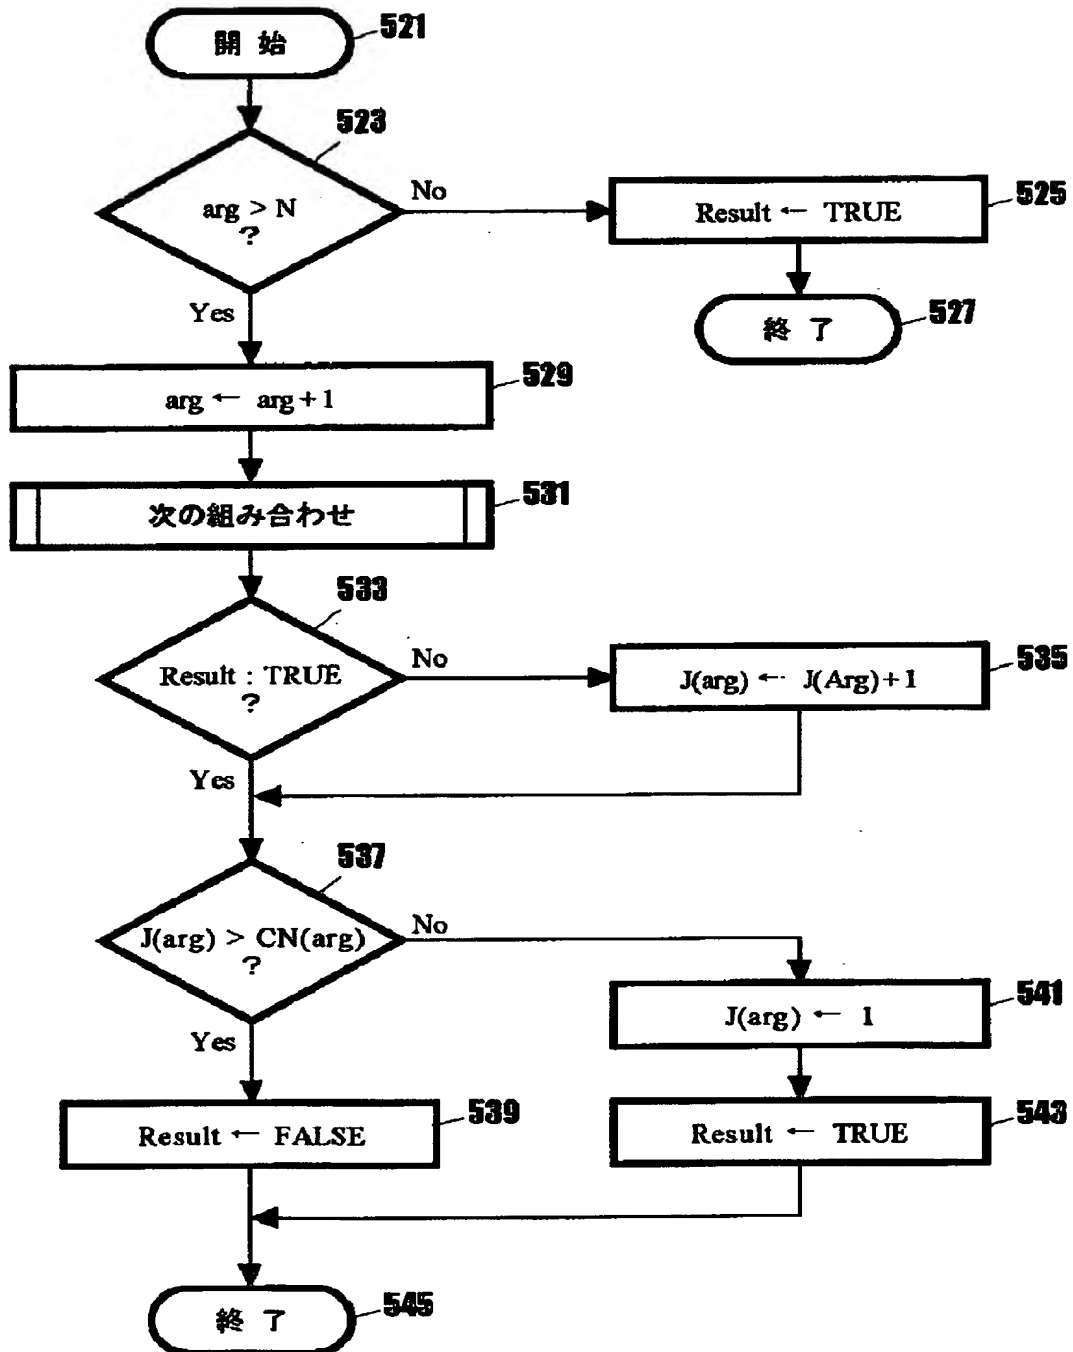 開 始
521
523
arg > N
?
No
Yes
Result ← TRUE
525
終 了
527
arg ← arg+1
529
次の組み合わせ
531
533
Result : TRUE
?
No
Yes
J(arg) ← J(Arg)+1
535
537
J(arg) > CN(arg)
?
No
Yes
J(arg) ← 1
541
Result ← FALSE
539
Result ← TRUE
543
終 了
545